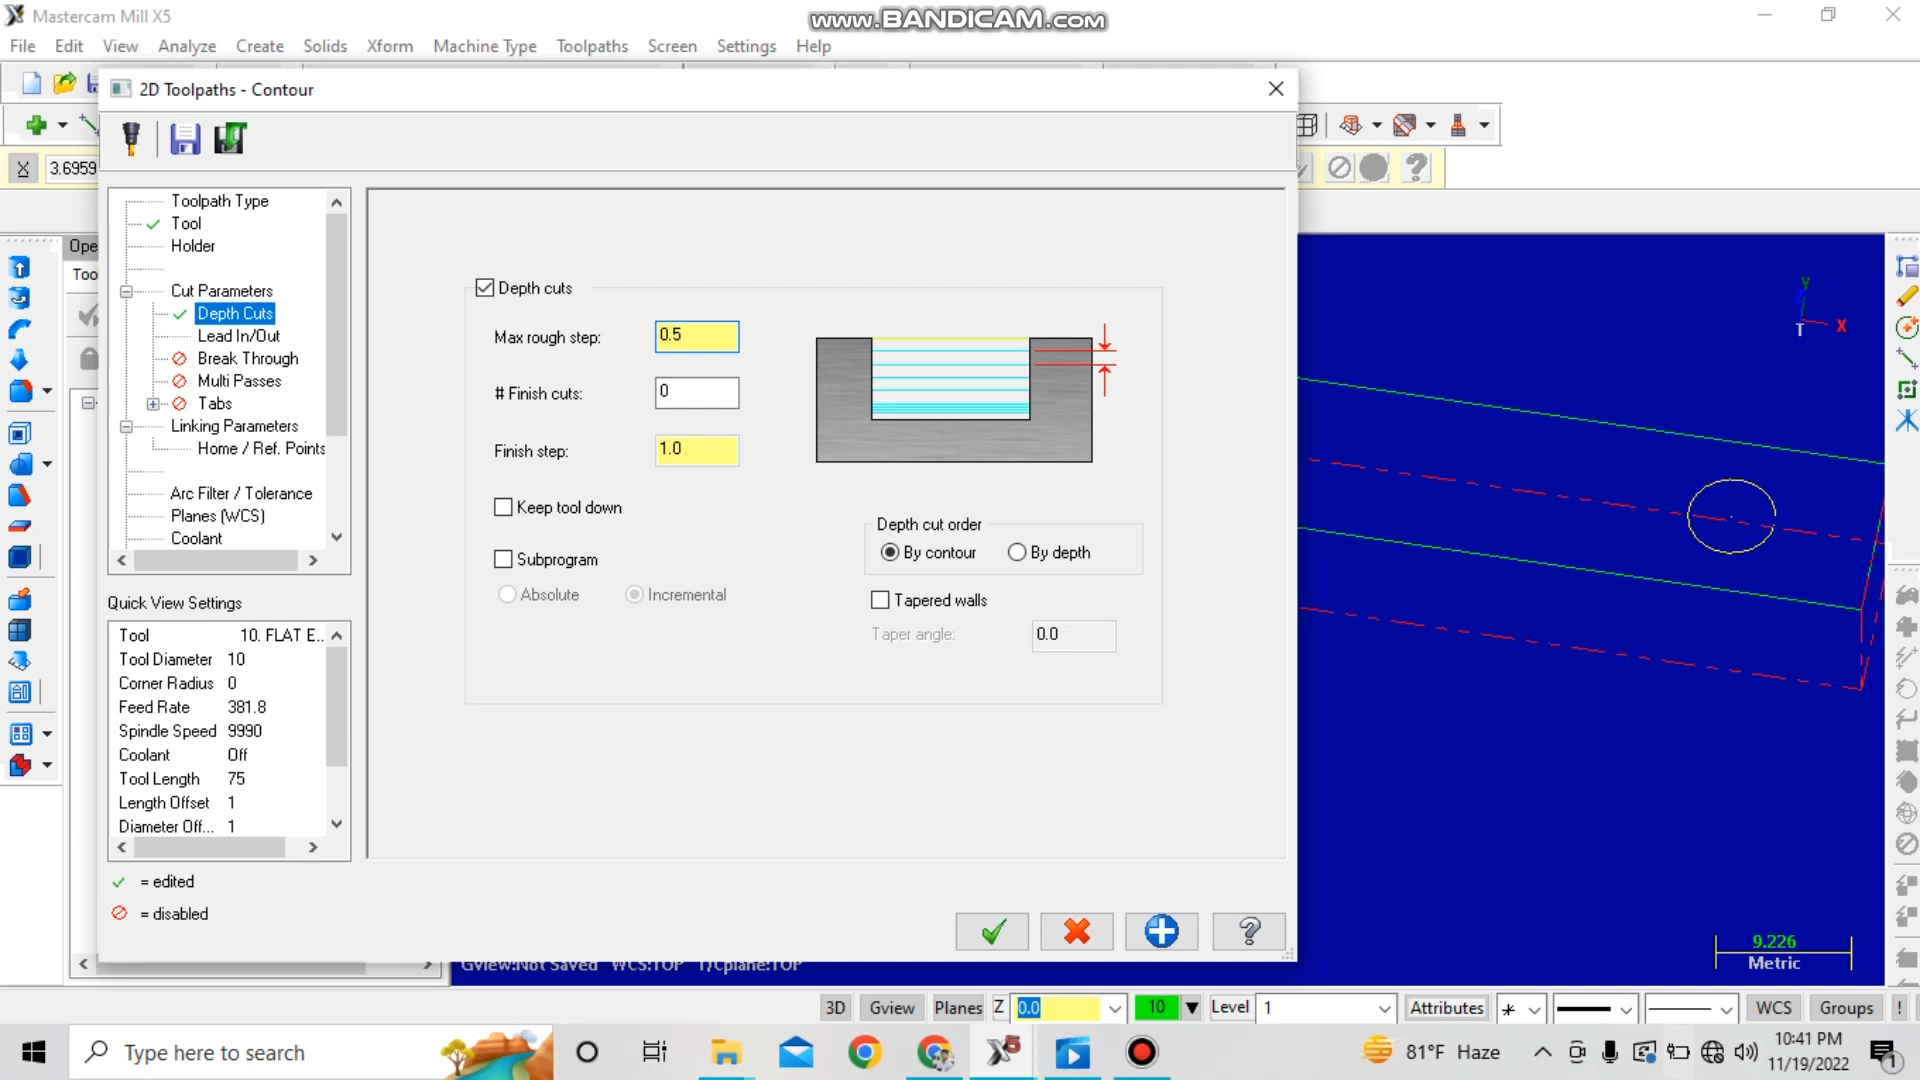 Mastercam Mill X5
www.BANDICAM.com
File Edit View Analyze Create Solids Xform Machine Type Toolpaths Screen Settings Help
2D Toolpaths - Contour
X 3.6959
Toolpath Type
Tool
Holder
Cut Parameters
Depth Cuts
Lead In/Out
Break Through
Multi Passes
Tabs
Linking Parameters
Home / Ref. Points
Arc Filter / Tolerance
Planes (WCS)
Coolant
Ope
Too
Depth cuts
Max rough step: 0.5
# Finish cuts: 0
Finish step: 1.0
Keep tool down
Subprogram
Absolute Incremental
Depth cut order
By contour By depth
Tapered walls
Taper angle: 0.0
Quick View Settings
Tool 10. FLAT E...
Tool Diameter 10
Corner Radius 0
Feed Rate 381.8
Spindle Speed 9990
Coolant Off
Tool Length 75
Length Offset 1
Diameter Off... 1
= edited
= disabled
Y
Z
X
T
9.226
Metric
Gview:Not Saved WCS:TOP T/Cplane:TOP
3D Gview Planes Z 0.0 10 Level 1 Attributes WCS Groups !
Type here to search
81°F Haze
10:41 PM
11/19/2022
1